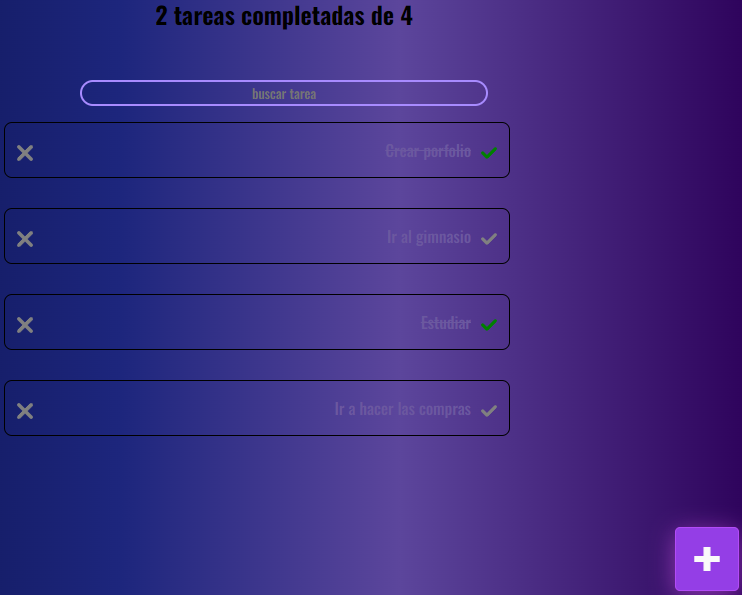 2 tareas completadas de 4
buscar tarea
Crear porfolio
Ir al gimnasio
Estudiar
Ir a hacer las compras